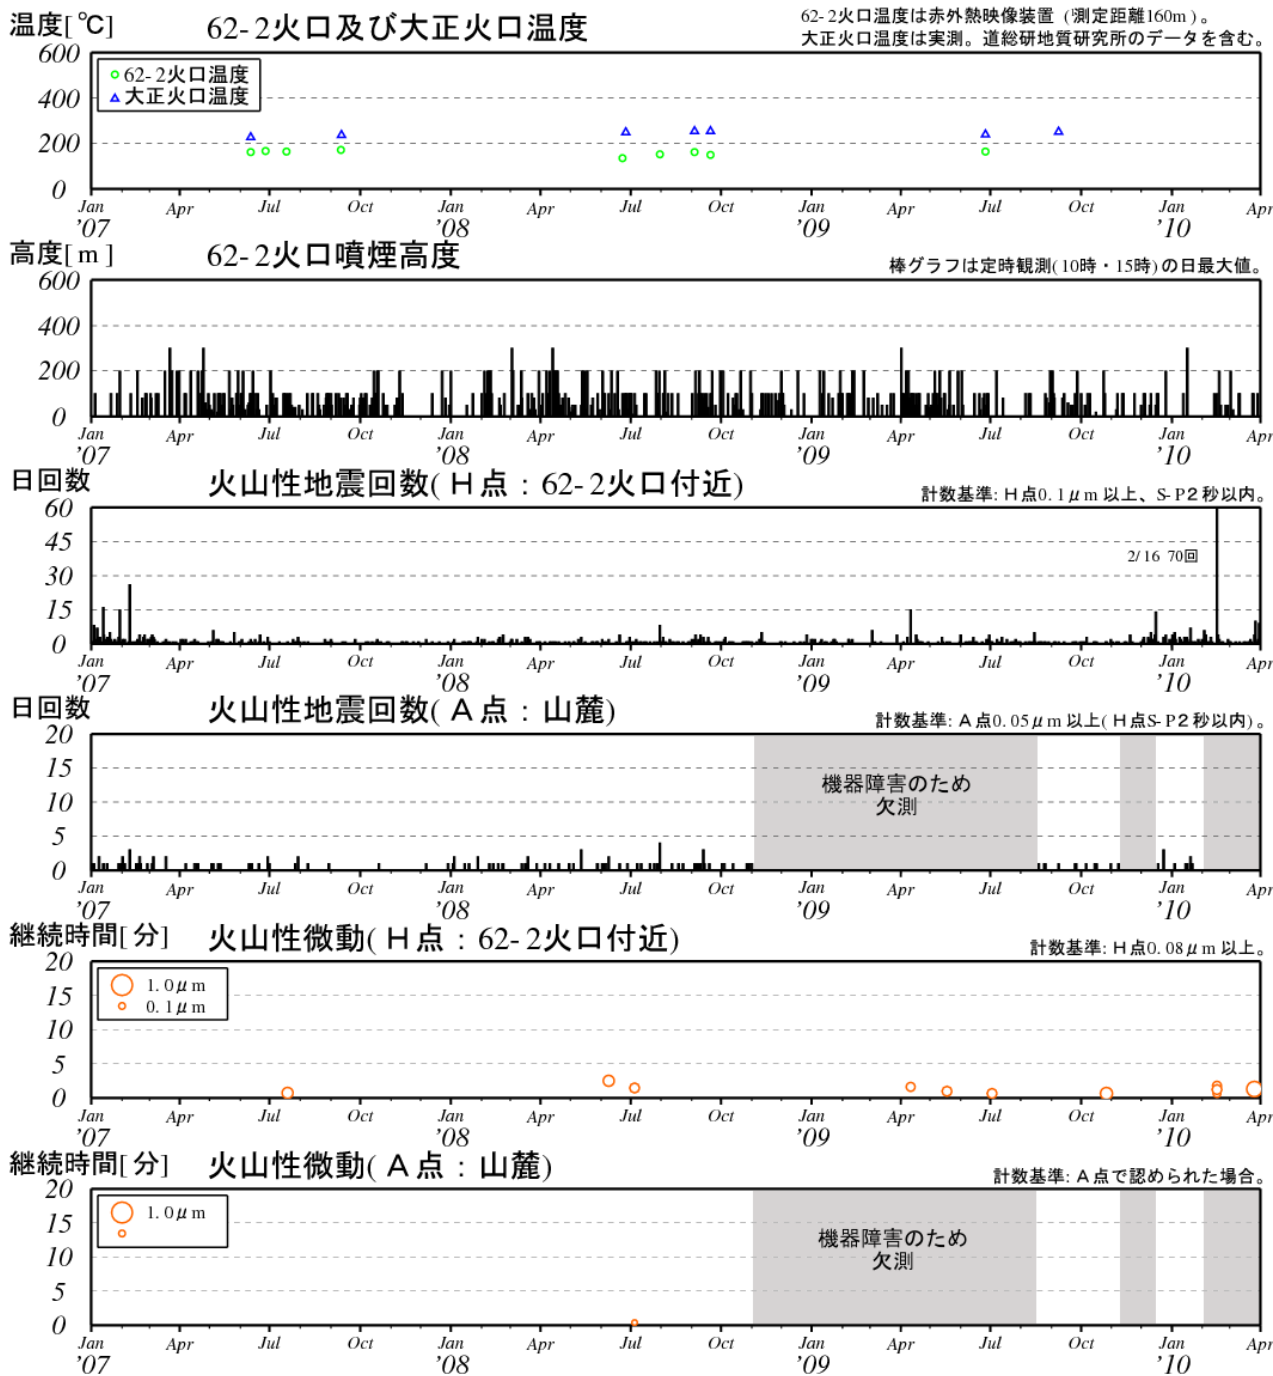 温度[℃] 62-2火口及び大正火口温度
62-2火口温度は赤外熱映像装置 (測定距離160m)。
大正火口温度は実測。道総研地質研究所のデータを含む。
600
400
200
0
62-2火口温度
大正火口温度
Jan Apr Jul Oct Jan Apr Jul Oct Jan Apr Jul Oct Jan Apr
'07 '08 '09 '10
高度[m] 62-2火口噴煙高度
棒グラフは定時観測(10時・15時)の日最大値。
600
400
200
0
Jan Apr Jul Oct Jan Apr Jul Oct Jan Apr Jul Oct Jan Apr
'07 '08 '09 '10
日回数 火山性地震回数(H点:62-2火口付近)
計数基準:H点0.1μm以上、S-P2秒以内。
60
45
30
15
0
2/16 70回
Jan Apr Jul Oct Jan Apr Jul Oct Jan Apr Jul Oct Jan Apr
'07 '08 '09 '10
日回数 火山性地震回数(A点:山麓)
計数基準:A点0.05μm以上(H点S-P2秒以内)。
20
15
10
5
0
機器障害のため
欠測
Jan Apr Jul Oct Jan Apr Jul Oct Jan Apr Jul Oct Jan Apr
'07 '08 '09 '10
継続時間[分] 火山性微動(H点:62-2火口付近)
計数基準:H点0.08μm以上。
20
15
10
5
0
1.0μm
0.1μm
Jan Apr Jul Oct Jan Apr Jul Oct Jan Apr Jul Oct Jan Apr
'07 '08 '09 '10
継続時間[分] 火山性微動(A点:山麓)
計数基準:A点で認められた場合。
20
15
10
5
0
1.0μm
機器障害のため
欠測
Jan Apr Jul Oct Jan Apr Jul Oct Jan Apr Jul Oct Jan Apr
'07 '08 '09 '10